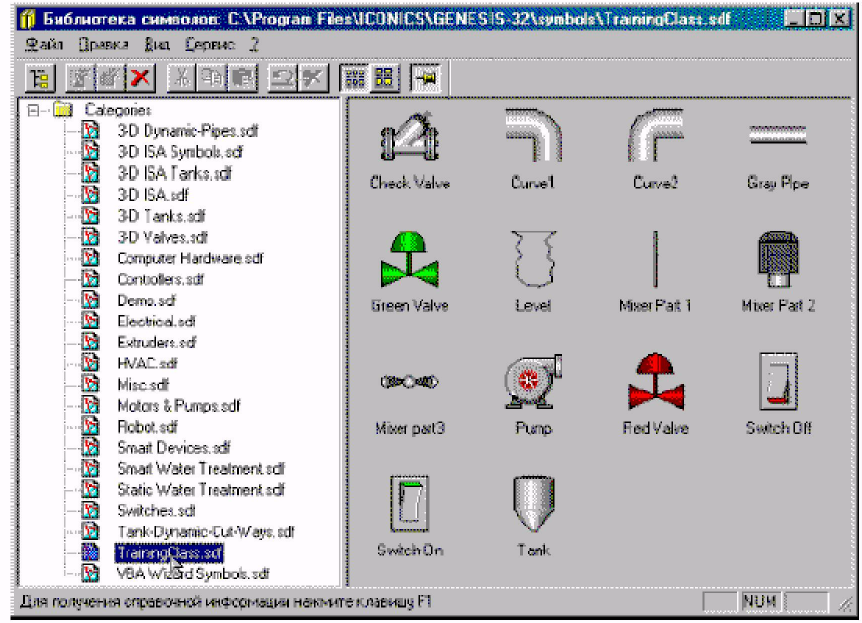 Библиотека символов: C:\Program Files\ICONICS\GENESIS-32\symbols\TrainingClass.sdf
Файл Правка Вид Сервис ?
Categories
3-D Dynamic-Pipes.sdf
3-D ISA Symbols.sdf
3-D ISA Tanks.sdf
3-D ISA.sdf
3-D Tanks.sdf
3-D Valves.sdf
Computer Hardware.sdf
Controllers.sdf
Demo.sdf
Electrical.sdf
Extruders.sdf
HVAC.sdf
Misc.sdf
Motors & Pumps.sdf
Robot.sdf
Smart Devices.sdf
Smart Water Treatment.sdf
Static Water Treatment.sdf
Switches.sdf
Tank-Dynamic-Cut-Ways.sdf
TrainingClass.sdf
VBA Wizard Symbols.sdf
Check Valve Curve1 Curve2 Gray Pipe
Green Valve Level Mixer Part 1 Mixer Part 2
Mixer part3 Pump Red Valve Switch Off
Switch On Tank
Для получения справочной информации нажмите клавишу F1
NUM